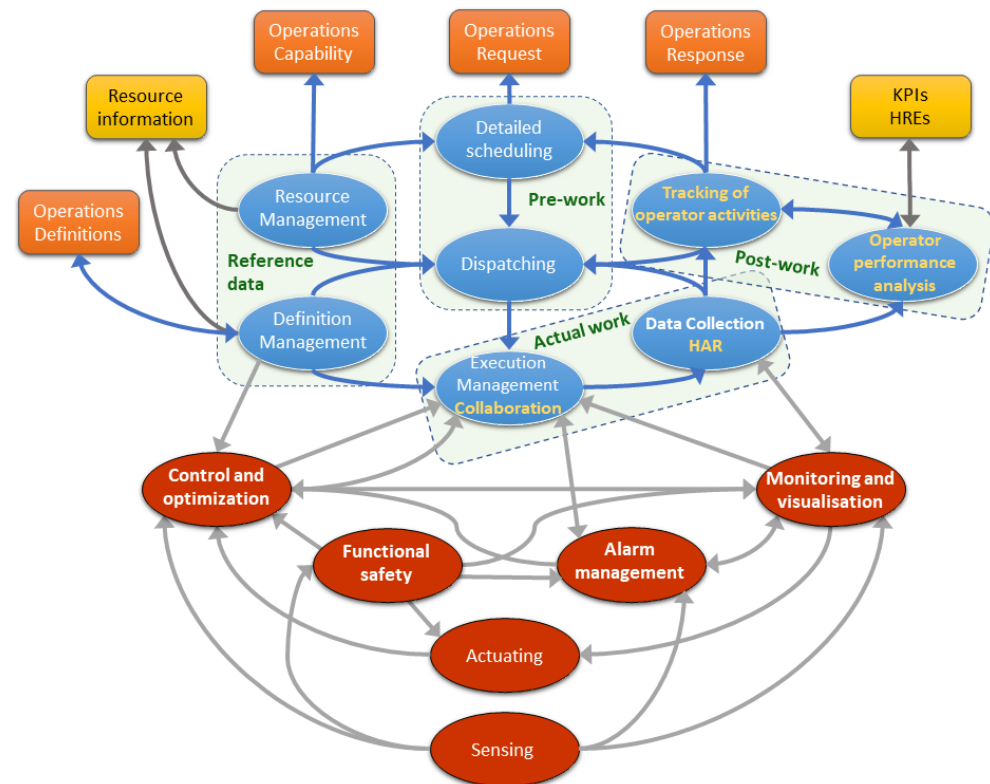 Operations
Capability
Operations
Request
Operations
Response
Resource
information
KPIs
HREs
Detailed
scheduling
Pre-work
Resource
Management
Tracking of
operator activities
Operations
Definitions
Reference
data
Dispatching
Post-work
Operator
performance
analysis
Definition
Management
Actual work
Data Collection
HAR
Execution
Management
Collaboration
Control and
optimization
Monitoring and
visualisation
Functional
safety
Alarm
management
Actuating
Sensing